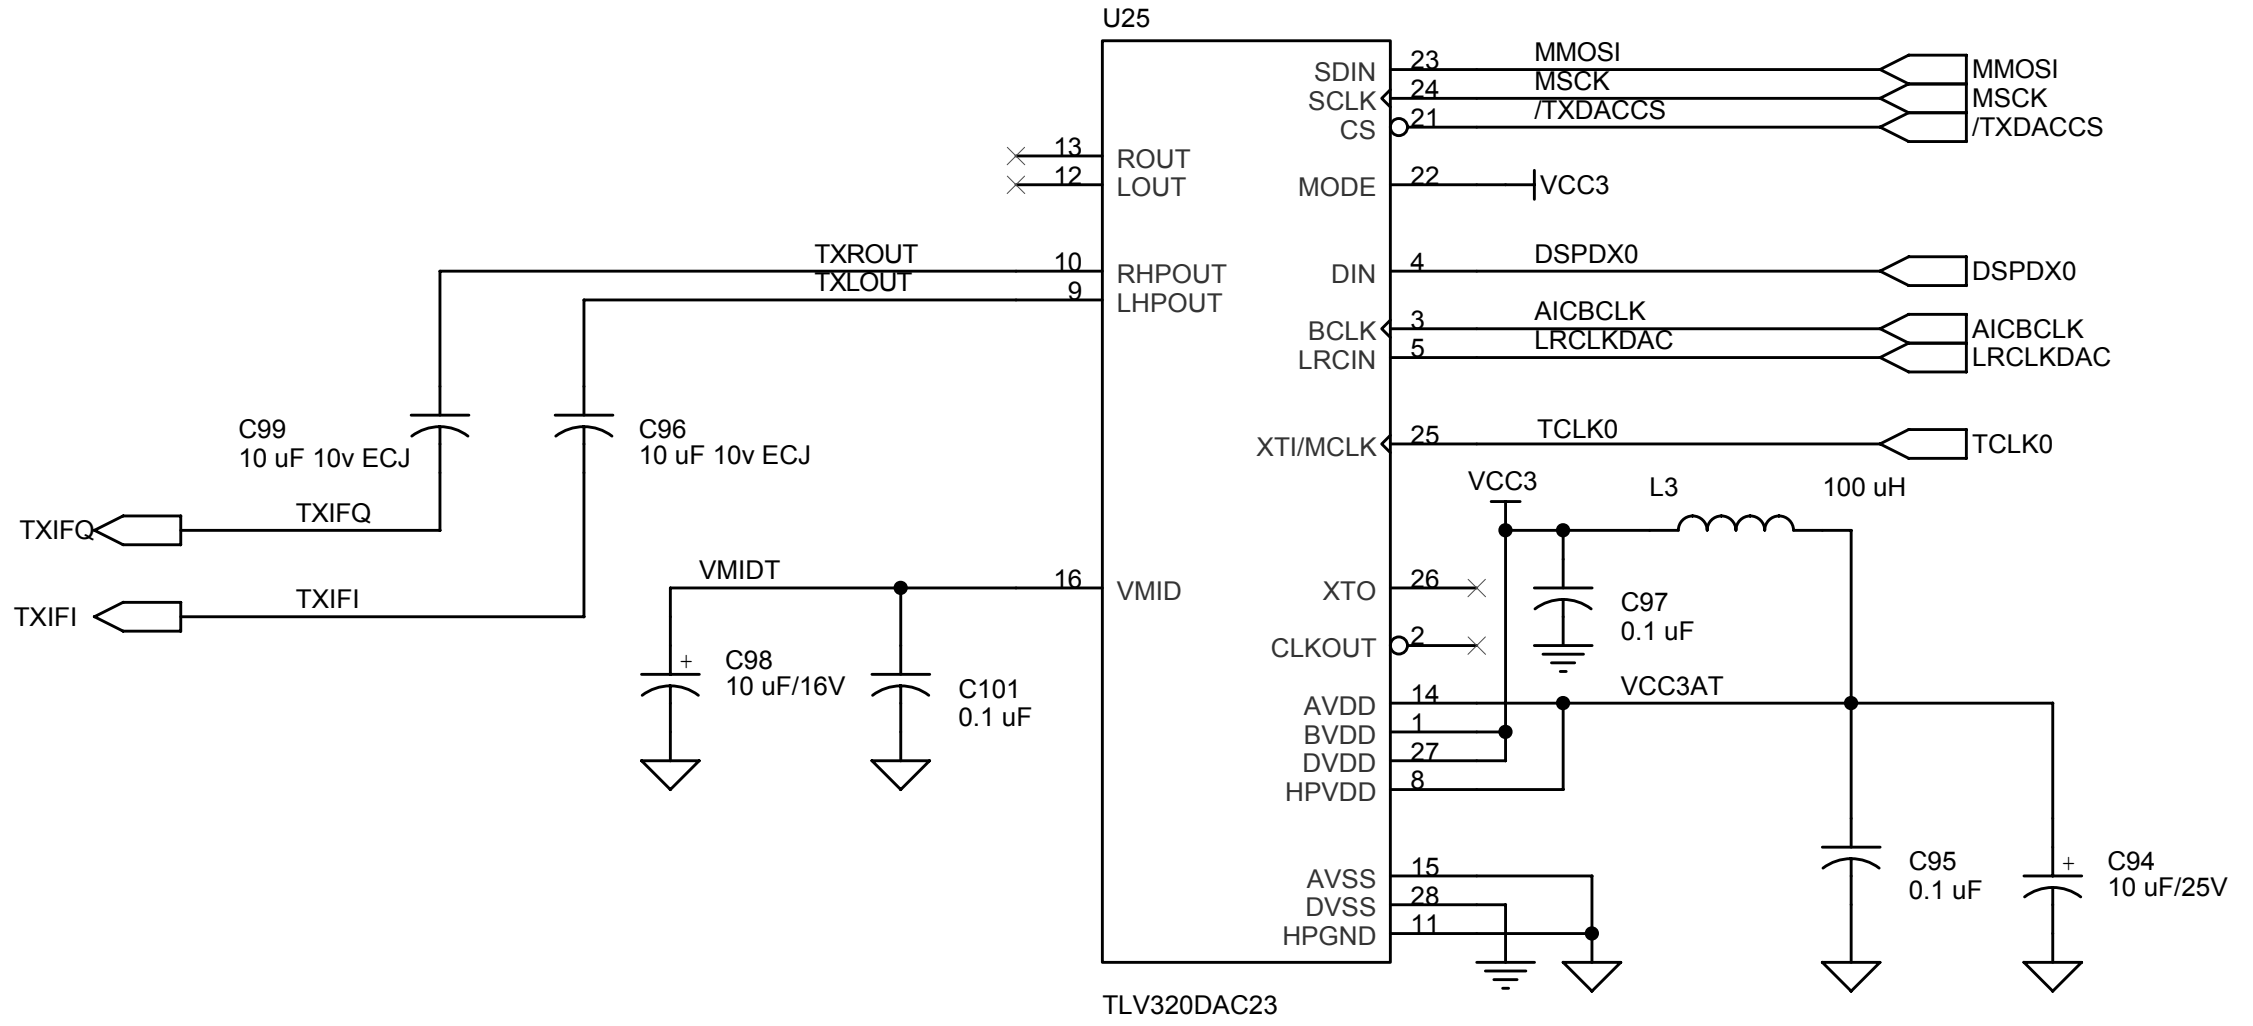 U25
SDIN 23 MMOSI MMOSI
SCLK 24 MSCK MSCK
CS 21 /TXDACCS /TXDACCS
13 ROUT
12 LOUT
MODE 22 VCC3
TXROUT 10 RHPOUT
TXLOUT 9 LHPOUT
DIN 4 DSPDX0 DSPDX0
BCLK 3 AICBCLK AICBCLK
LRCIN 5 LRCLKDAC LRCLKDAC
C99
10 uF 10v ECJ
C96
10 uF 10v ECJ
XTI/MCLK 25 TCLK0 TCLK0
VCC3 L3 100 uH
TXIFQ TXIFQ
TXIFI TXIFI
VMIDT 16 VMID
XTO 26
C97
0.1 uF
CLKOUT 2
+ C98
10 uF/16V
C101
0.1 uF
AVDD 14 VCC3AT
BVDD 1
DVDD 27
HPVDD 8
AVSS 15
DVSS 28
HPGND 11
C95
0.1 uF
+ C94
10 uF/25V
TLV320DAC23